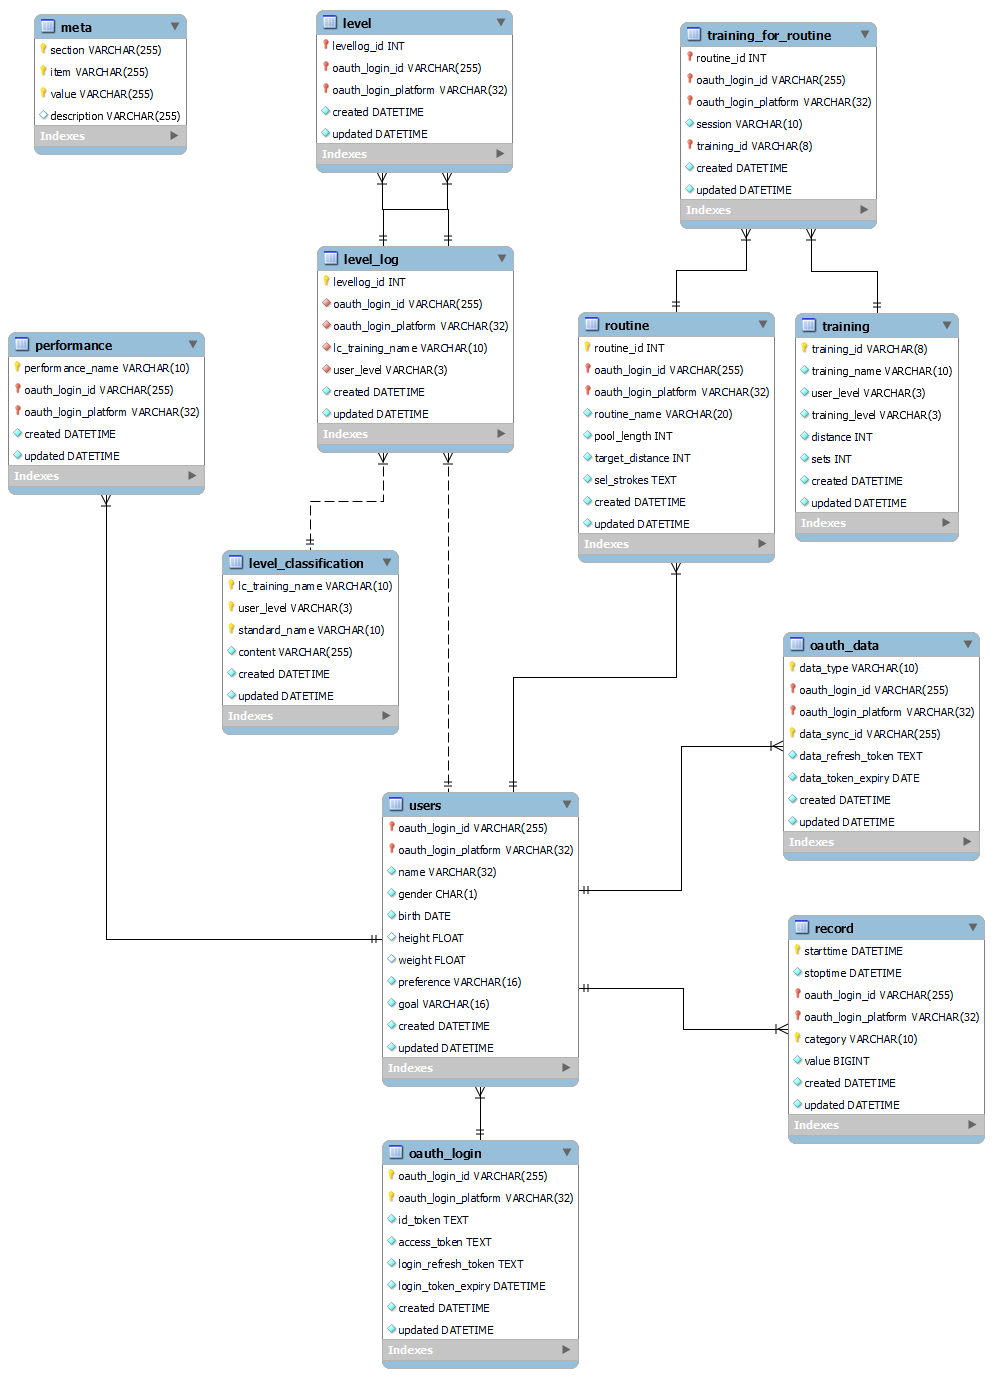 meta
section VARCHAR(255)
item VARCHAR(255)
value VARCHAR(255)
description VARCHAR(255)
Indexes
level
levellog_id INT
oauth_login_id VARCHAR(255)
oauth_login_platform VARCHAR(32)
created DATETIME
updated DATETIME
Indexes
training_for_routine
routine_id INT
oauth_login_id VARCHAR(255)
oauth_login_platform VARCHAR(32)
session VARCHAR(10)
training_id VARCHAR(8)
created DATETIME
updated DATETIME
Indexes
level_log
levellog_id INT
oauth_login_id VARCHAR(255)
oauth_login_platform VARCHAR(32)
lc_training_name VARCHAR(10)
user_level VARCHAR(3)
created DATETIME
updated DATETIME
Indexes
performance
performance_name VARCHAR(10)
oauth_login_id VARCHAR(255)
oauth_login_platform VARCHAR(32)
created DATETIME
updated DATETIME
Indexes
routine
routine_id INT
oauth_login_id VARCHAR(255)
oauth_login_platform VARCHAR(32)
routine_name VARCHAR(20)
pool_length INT
target_distance INT
sel_strokes TEXT
created DATETIME
updated DATETIME
Indexes
training
training_id VARCHAR(8)
training_name VARCHAR(10)
user_level VARCHAR(3)
training_level VARCHAR(3)
distance INT
sets INT
created DATETIME
updated DATETIME
Indexes
level_classification
lc_training_name VARCHAR(10)
user_level VARCHAR(3)
standard_name VARCHAR(10)
content VARCHAR(255)
created DATETIME
updated DATETIME
Indexes
oauth_data
data_type VARCHAR(10)
oauth_login_id VARCHAR(255)
oauth_login_platform VARCHAR(32)
data_sync_id VARCHAR(255)
data_refresh_token TEXT
data_token_expiry DATE
created DATETIME
updated DATETIME
Indexes
users
oauth_login_id VARCHAR(255)
oauth_login_platform VARCHAR(32)
name VARCHAR(32)
gender CHAR(1)
birth DATE
height FLOAT
weight FLOAT
preference VARCHAR(16)
goal VARCHAR(16)
created DATETIME
updated DATETIME
Indexes
record
starttime DATETIME
stoptime DATETIME
oauth_login_id VARCHAR(255)
oauth_login_platform VARCHAR(32)
category VARCHAR(10)
value BIGINT
created DATETIME
updated DATETIME
Indexes
oauth_login
oauth_login_id VARCHAR(255)
oauth_login_platform VARCHAR(32)
id_token TEXT
access_token TEXT
login_refresh_token TEXT
login_token_expiry DATETIME
created DATETIME
updated DATETIME
Indexes